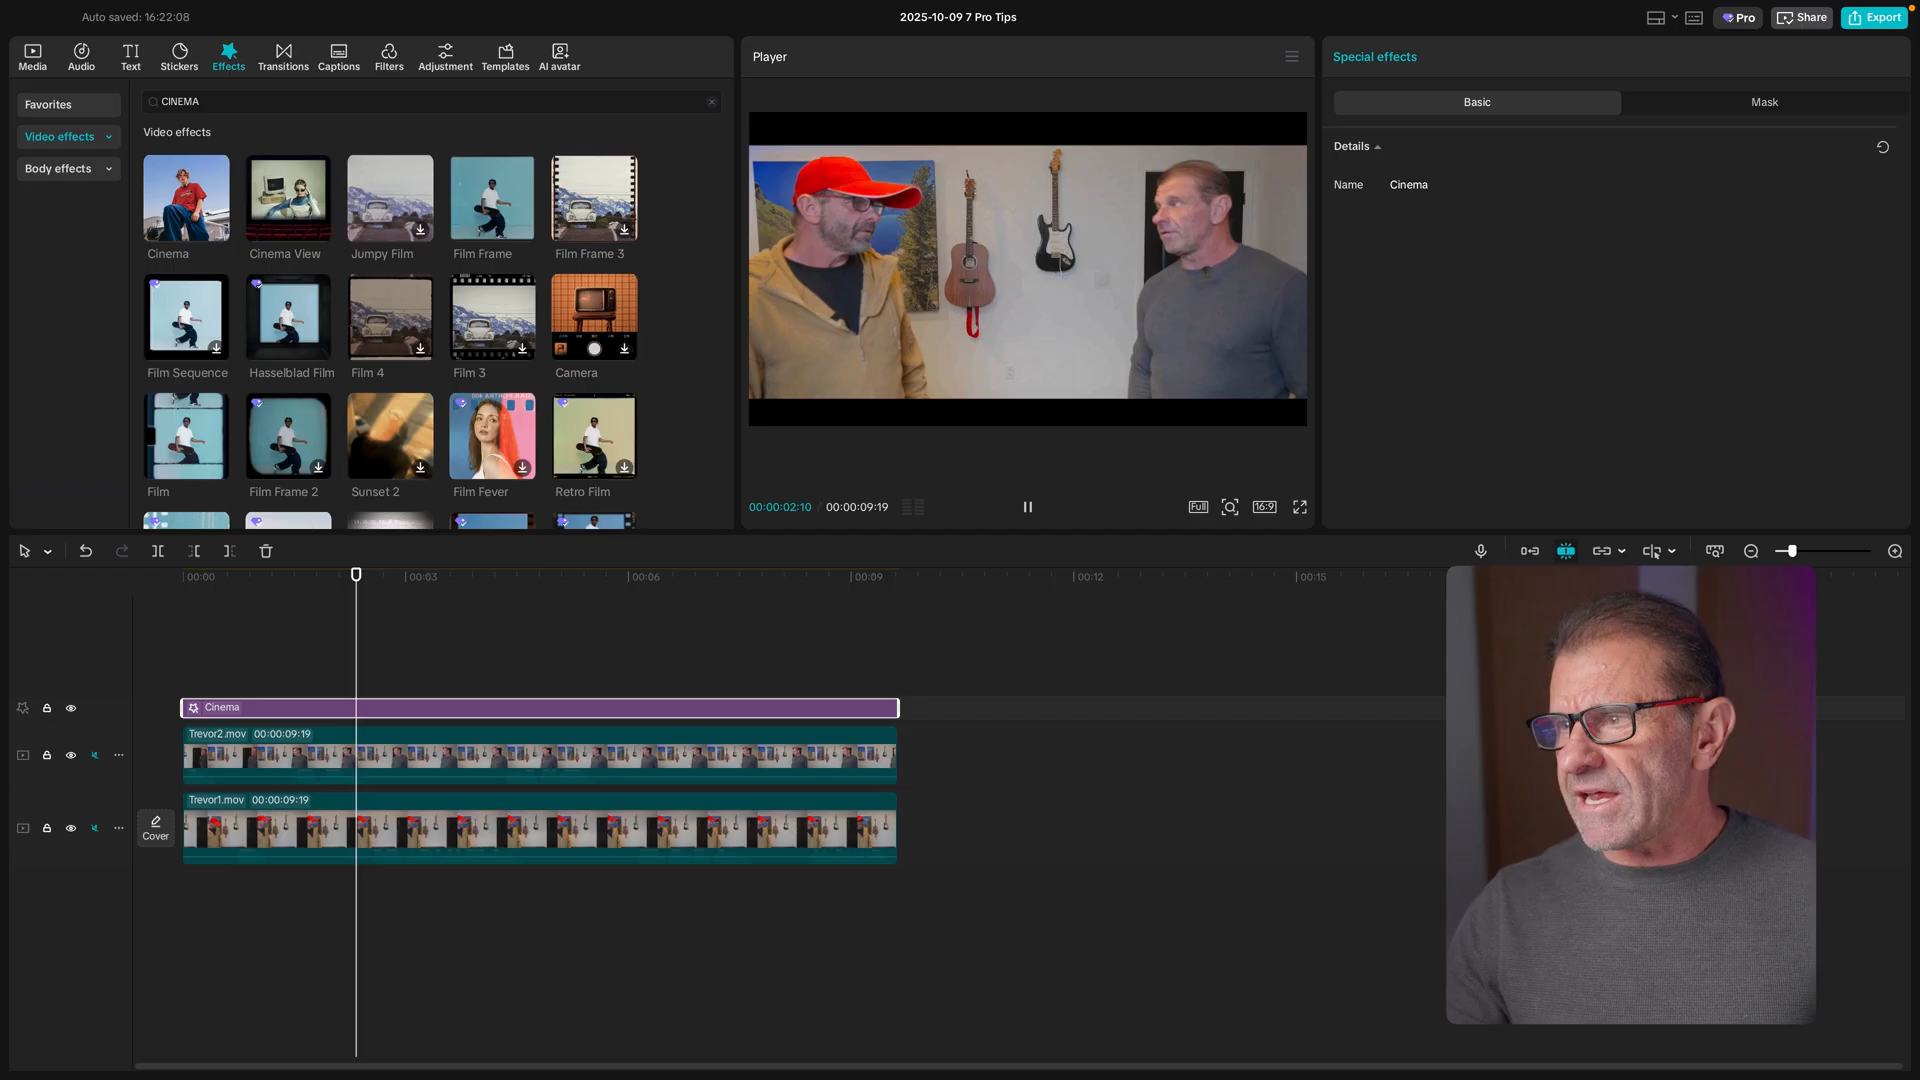 Auto saved: 16:22:08
2025-10-09 7 Pro Tips
Pro
Share
Export
Media
Audio
Text
Stickers
Effects
Transitions
Captions
Filters
Adjustment
Templates
AI avatar
Player
Special effects
Favorites
Video effects
Body effects
CINEMA
Video effects
Cinema
Cinema View
Jumpy Film
Film Frame
Film Frame 3
Film Sequence
Hasselblad Film
Film 4
Film 3
Camera
Film
Film Frame 2
Sunset 2
Film Fever
Retro Film
Basic
Mask
Details
Name Cinema
00:00:02:10 / 00:00:09:19
Full
16:9
00:00
00:03
00:06
00:09
00:12
00:15
Cinema
Trevor2.mov 00:00:09:19
Trevor1.mov 00:00:09:19
Cover